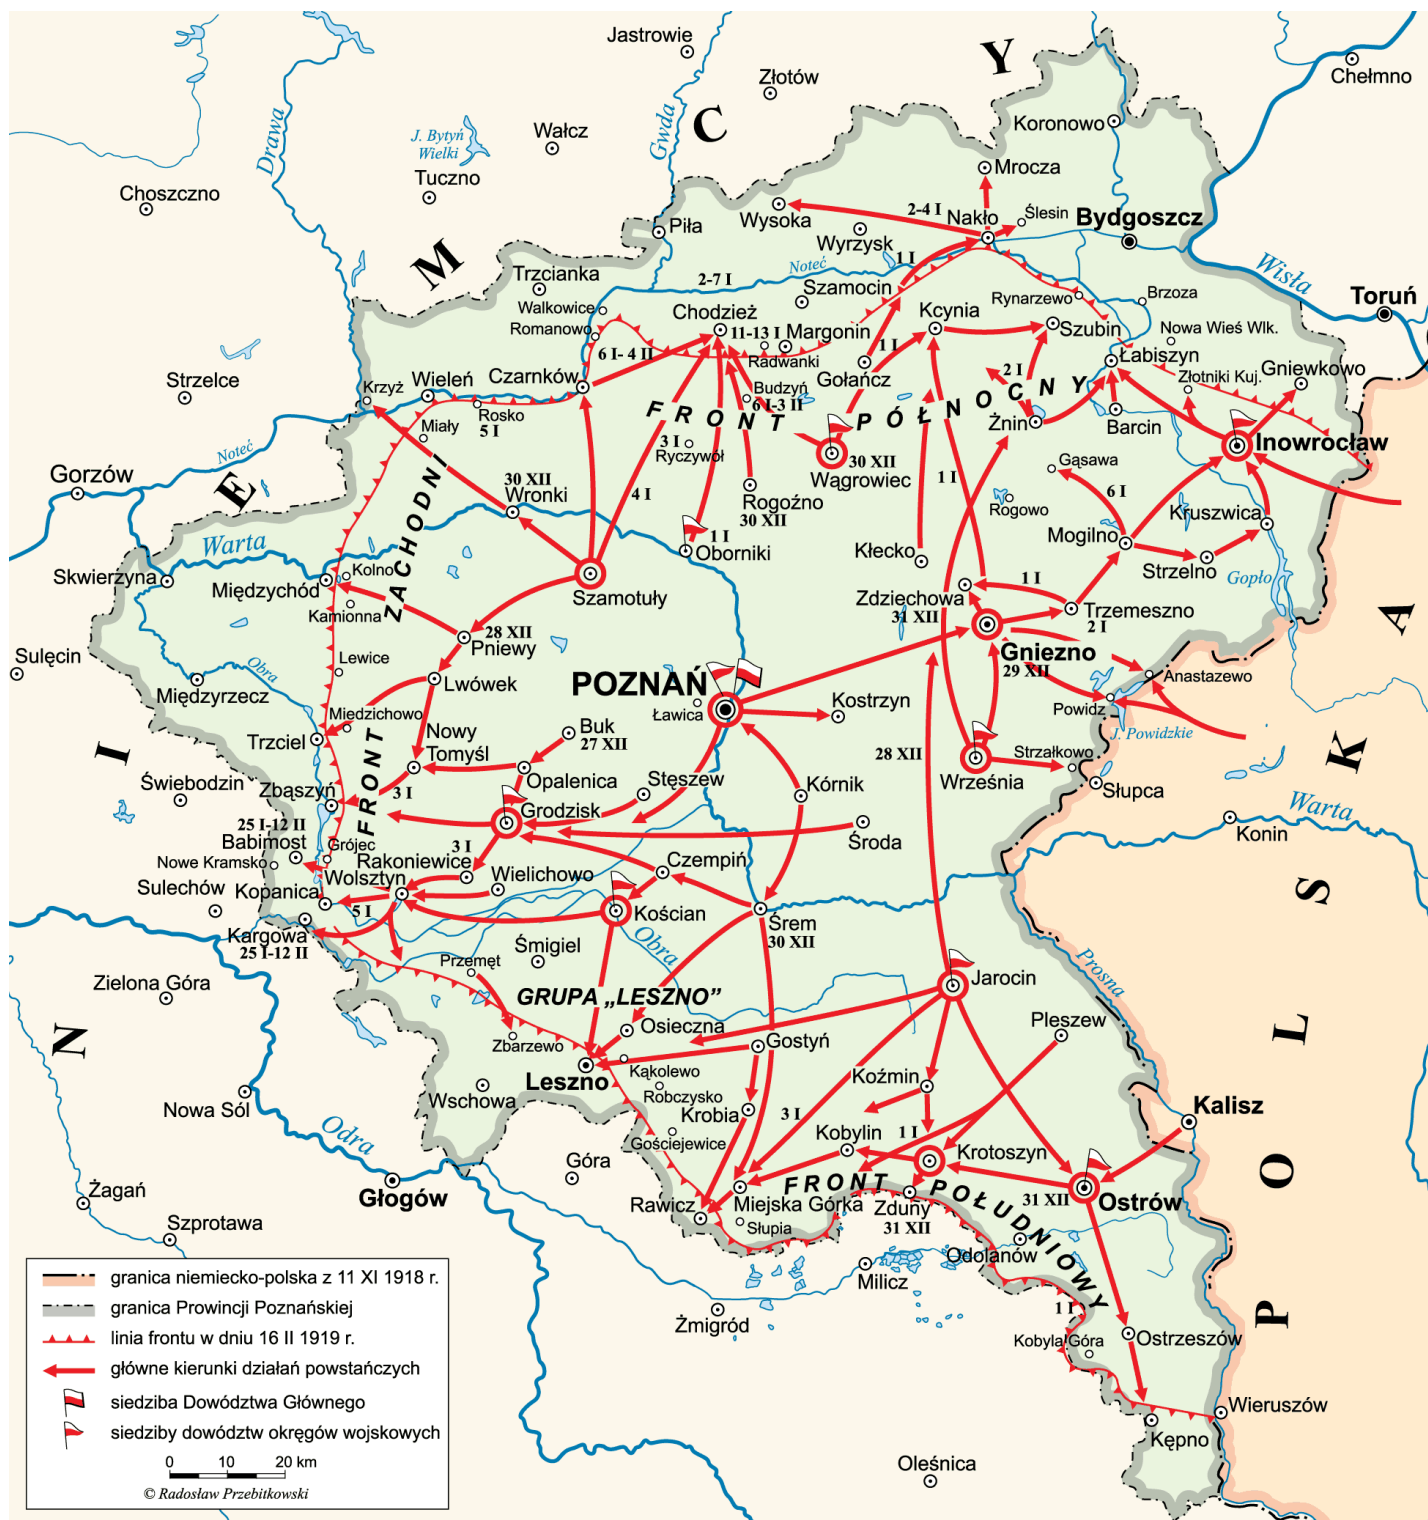 Jastrowie
Złotów
Chełmno
Y
C
Koronowo
Wałcz
J. Bytyń
Wielki
Gwda
Drawa
Tuczno
Choszczno
Mrocza
Wysoka
2-4 I
Nakło
Ślesin
Bydgoszcz
Piła
Wyrzysk
M
Trzcianka
2-7 I
Noteć
1 I
Wisła
Toruń
Walkowice
Romanowo
Szamocin
Chodzież
11-13 I
Margonin
Radwanki
Kcynia
Rynarzewo
Brzoza
Szubin
Nowa Wieś Wlk.
6 I- 4 II
1 I
Łabiszyn
Gniewkowo
Złotniki Kuj.
Strzelce
Krzyż
Wieleń
Czarnków
Gołańcz
2 I
Rosko
5 I
Budzyń
6 I-3 II
FRONT PÓŁNOCNY
Żnin
Barcin
Inowrocław
Miały
3 I
Ryczywół
30 XII
Wągrowiec
Gąsawa
Noteć
Gorzów
E
30 XII
Wronki
4 I
Rogoźno
30 XII
1 I
6 I
Rogowo
Kruszwica
FRONT ZACHODNI
Mogilno
Warta
1 I
Oborniki
Kłecko
Strzelno
Gopło
Skwierzyna
Międzychód
Kolno
Kamionna
Szamotuły
Zdziechowa
31 XII
1 I
Trzemeszno
2 I
28 XII
Pniewy
Gniezno
29 XII
A
Sulęcin
Obra
Lewice
Lwówek
Anastazewo
Międzyrzecz
POZNAŃ
Ławica
Kostrzyn
Powidz
J. Powidzkie
Miedzichowo
Trzciel
Nowy
Tomyśl
Buk
27 XII
28 XII
Strzałkowo
K
I
Opalenica
Stęszew
Kórnik
Września
Świebodzin
Zbąszyń
3 I
Słupca
Warta
Grodzisk
Konin
25 I-12 II
Babimost
Grójec
3 I
Środa
Nowe Kramsko
Rakoniewice
Czempiń
Wolsztyn
Wielichowo
Sulechów
Kopanica
5 I
Kościan
Śrem
30 XII
S
Kargowa
25 I-12 II
Śmigiel
Obra
Przemęt
Zielona Góra
Prosna
Jarocin
GRUPA „LESZNO”
L
N
Osieczna
Pleszew
Zbarzewo
Gostyń
Leszno
Kąkolewo
Koźmin
Wschowa
Robczysko
Nowa Sól
Krobia
3 I
Kalisz
Odra
Gościejewice
Kobylin
1 I
Krotoszyn
O
Góra
Żagań
Głogów
FRONT POŁUDNIOWY
31 XII
Ostrów
Rawicz
Miejska Górka
Zduny
31 XII
Szprotawa
Słupia
Odolanów
Milicz
P
Żmigród
1 I
Kobyla Góra
Ostrzeszów
Wieruszów
Kępno
Oleśnica
granica niemiecko-polska z 11 XI 1918 r.
granica Prowincji Poznańskiej
linia frontu w dniu 16 II 1919 r.
główne kierunki działań powstańczych
siedziba Dowództwa Głównego
siedziby dowództw okręgów wojskowych
0 10 20 km
© Radosław Przebitkowski